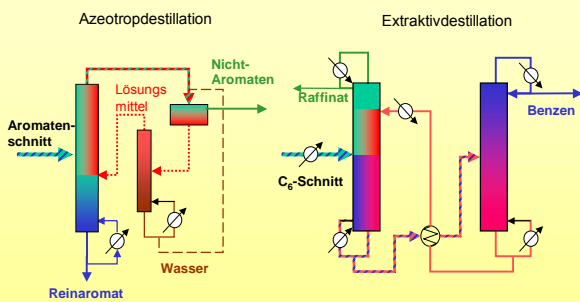 Azeotropdestillation
Extraktivdestillation
Nicht-
Aromaten
Lösungs
mittel
Aromaten-
schnitt
Wasser
Reinaromat
Raffinat
Benzen
C₆-Schnitt